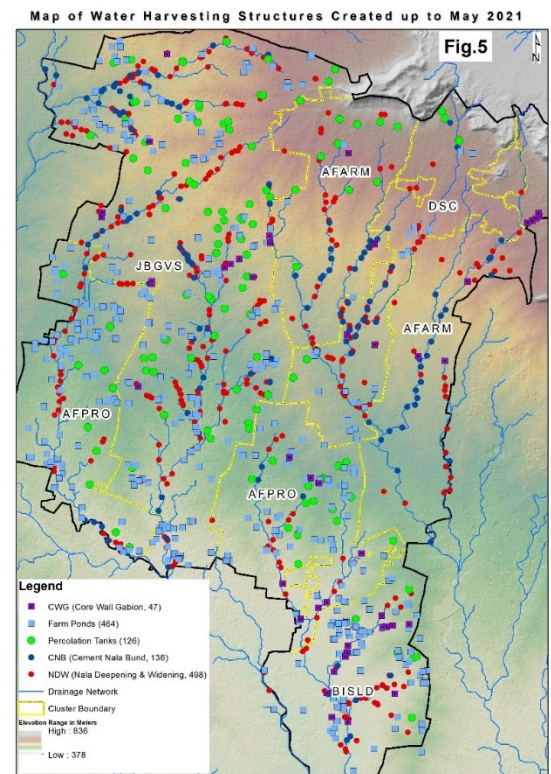 Map of Water Harvesting Structures Created up to May 2021
Fig.5
N
AFARM
DSC
JBGVS
AFARM
AFPRO
AFPRO
BISLD
Legend
CWG (Core Wall Gabion, 47)
Farm Ponds (464)
Percolation Tanks (126)
CNB (Cement Nala Bund, 136)
NDW (Nala Deepening & Widening, 498)
Drainage Network
Cluster Boundary
Elevation Range in Meters
High : 836
Low : 378